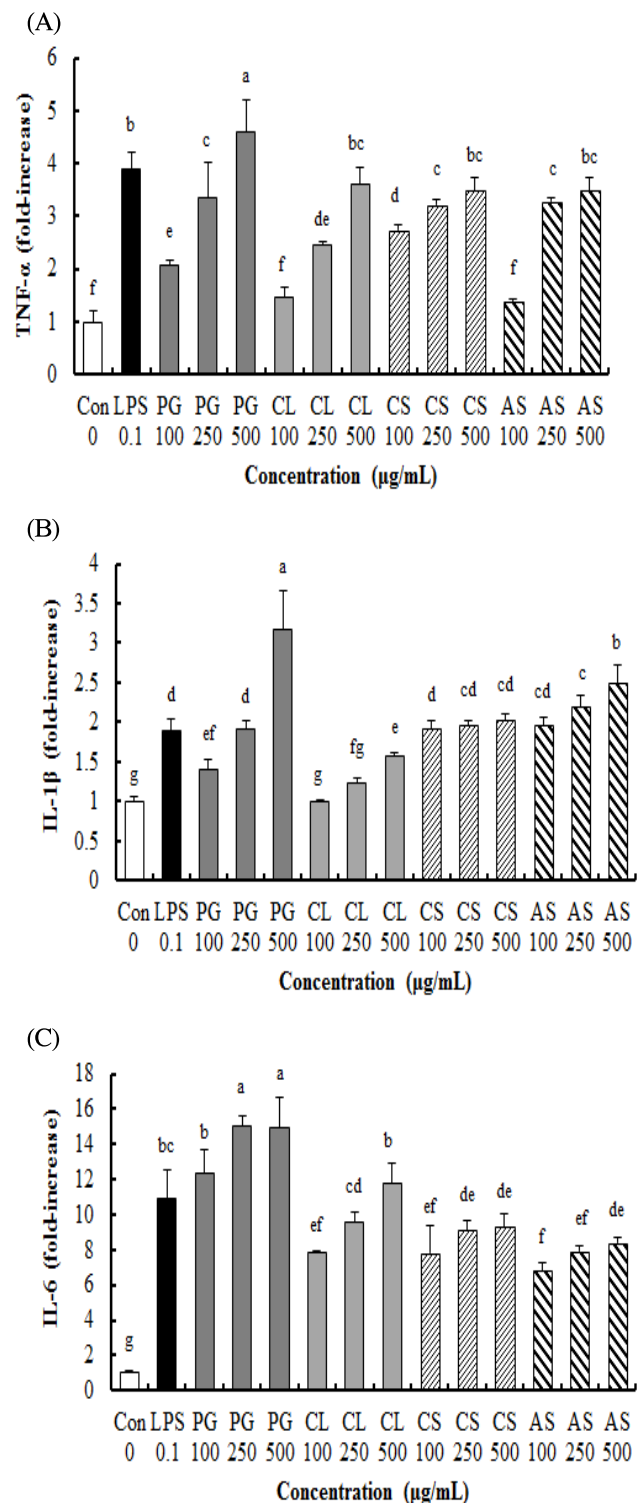 (A)
TNF-α (fold-increase)
6
5
4
3
2
1
0
f b e c a f de bc d c bc f c bc
Con LPS PG PG PG CL CL CL CS CS CS AS AS AS
0 0.1 100 250 500 100 250 500 100 250 500 100 250 500
Concentration (µg/mL)
(B)
IL-1β (fold-increase)
4
3.5
3
2.5
2
1.5
1
0.5
0
g d ef d a g fg e d cd cd cd c b
Con LPS PG PG PG CL CL CL CS CS CS AS AS AS
0 0.1 100 250 500 100 250 500 100 250 500 100 250 500
Concentration (µg/mL)
(C)
IL-6 (fold-increase)
18
16
14
12
10
8
6
4
2
0
g bc b a a ef cd b ef de de f ef de
Con LPS PG PG PG CL CL CL CS CS CS AS AS AS
0 0.1 100 250 500 100 250 500 100 250 500 100 250 500
Concentration (µg/mL)